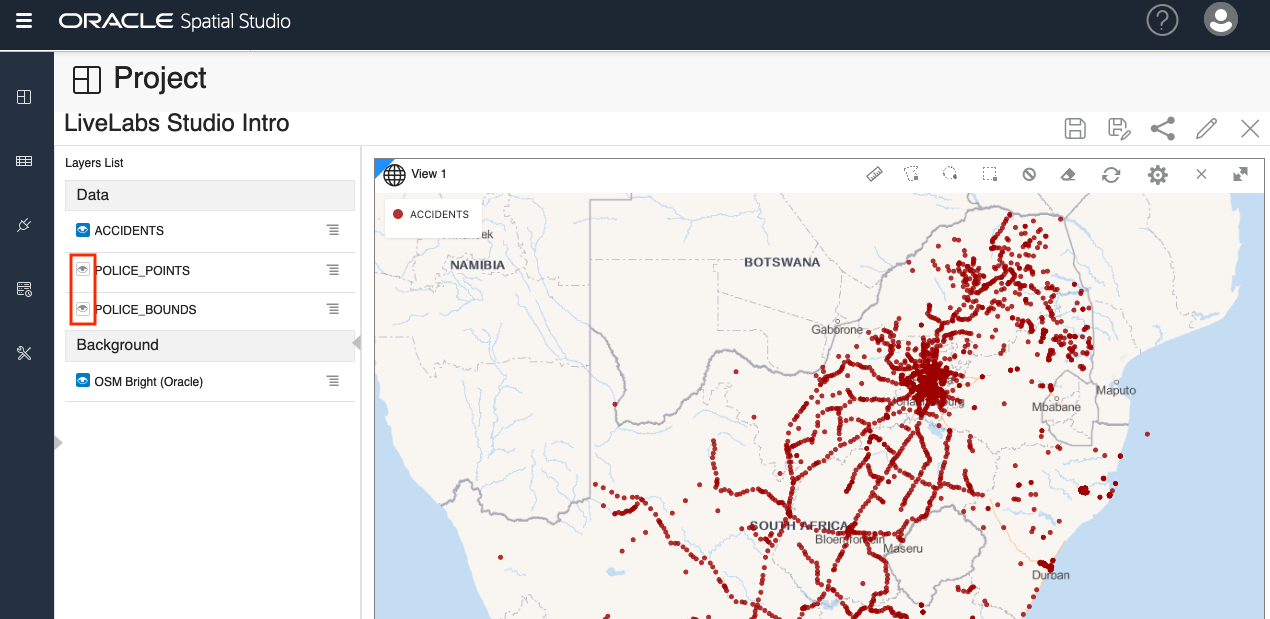 ORACLE Spatial Studio
?
Project
LiveLabs Studio Intro
Layers List
Data
ACCIDENTS
POLICE_POINTS
POLICE_BOUNDS
Background
OSM Bright (Oracle)
View 1
ACCIDENTS
NAMIBIA
BOTSWANA
Gaborone
Maputo
Mbabane
SOUTH AFRICA
Bloemfontein
Maseru
Durban